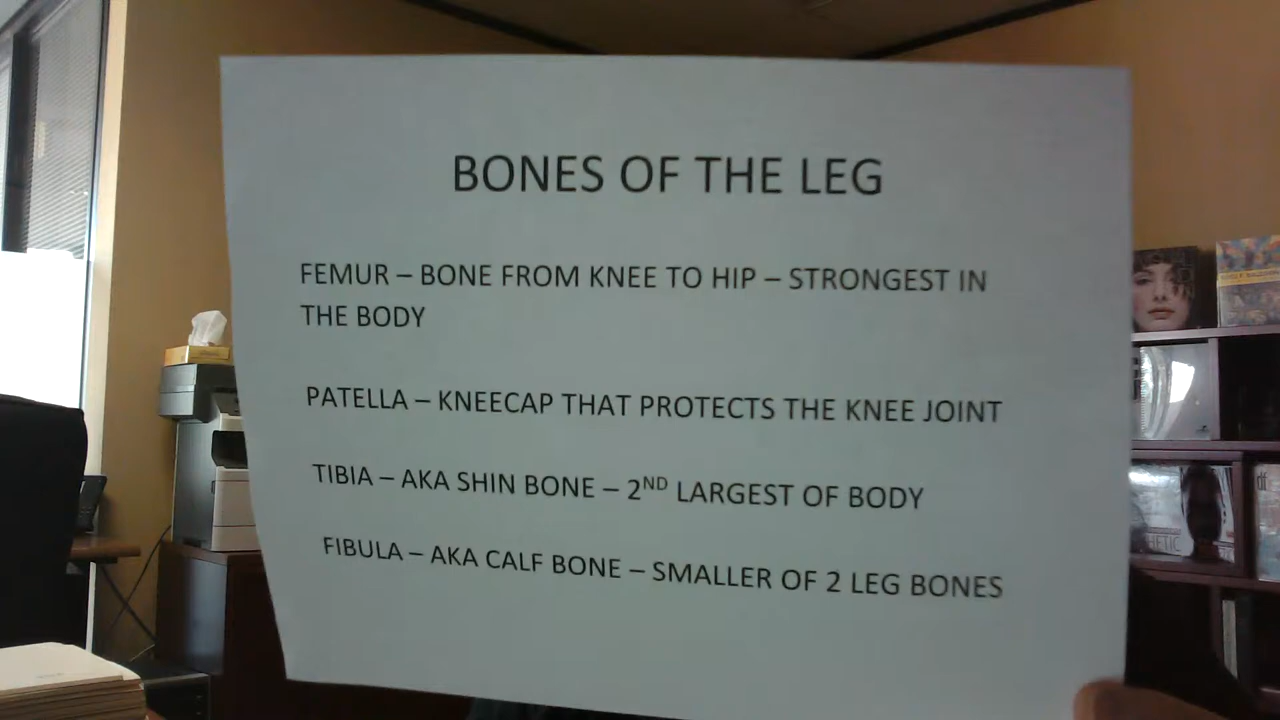 BONES OF THE LEG
FEMUR – BONE FROM KNEE TO HIP – STRONGEST IN
THE BODY
PATELLA – KNEECAP THAT PROTECTS THE KNEE JOINT
TIBIA – AKA SHIN BONE – 2ND LARGEST OF BODY
FIBULA – AKA CALF BONE – SMALLER OF 2 LEG BONES